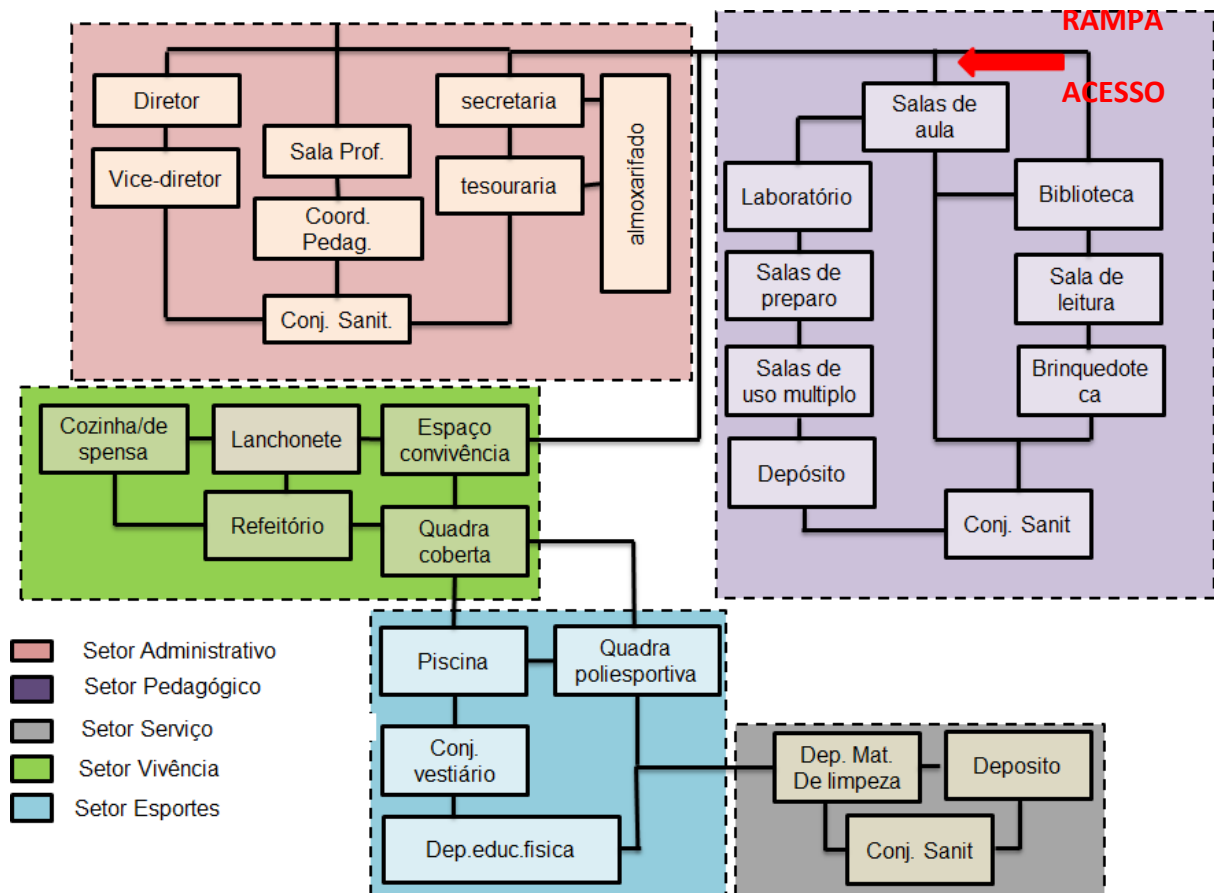 RAMPA
ACESSO
Diretor
Vice-diretor
Sala Prof.
Coord.
Pedag.
Conj. Sanit.
secretaria
tesouraria
almoxarifado
Salas de
aula
Laboratório
Salas de
preparo
Salas de
uso multiplo
Depósito
Biblioteca
Sala de
leitura
Brinquedote
ca
Conj. Sanit
Cozinha/de
spensa
Lanchonete
Espaço
convivência
Refeitório
Quadra
coberta
Piscina
Quadra
poliesportiva
Conj.
vestiário
Dep.educ.fisica
Dep. Mat.
De limpeza
Deposito
Conj. Sanit
Setor Administrativo
Setor Pedagógico
Setor Serviço
Setor Vivência
Setor Esportes